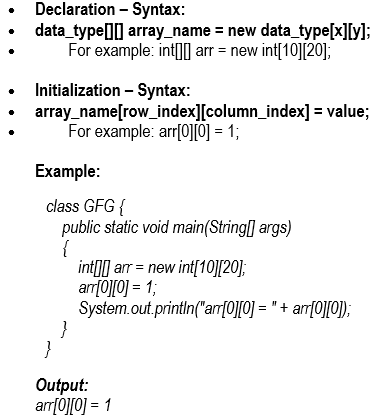 • Declaration – Syntax:
• data_type[][] array_name = new data_type[x][y];
• For example: int[][] arr = new int[10][20];
• Initialization – Syntax:
• array_name[row_index][column_index] = value;
• For example: arr[0][0] = 1;
Example:
class GFG {
public static void main(String[] args)
{
int[][] arr = new int[10][20];
arr[0][0] = 1;
System.out.println("arr[0][0] = " + arr[0][0]);
}
}
Output:
arr[0][0] = 1